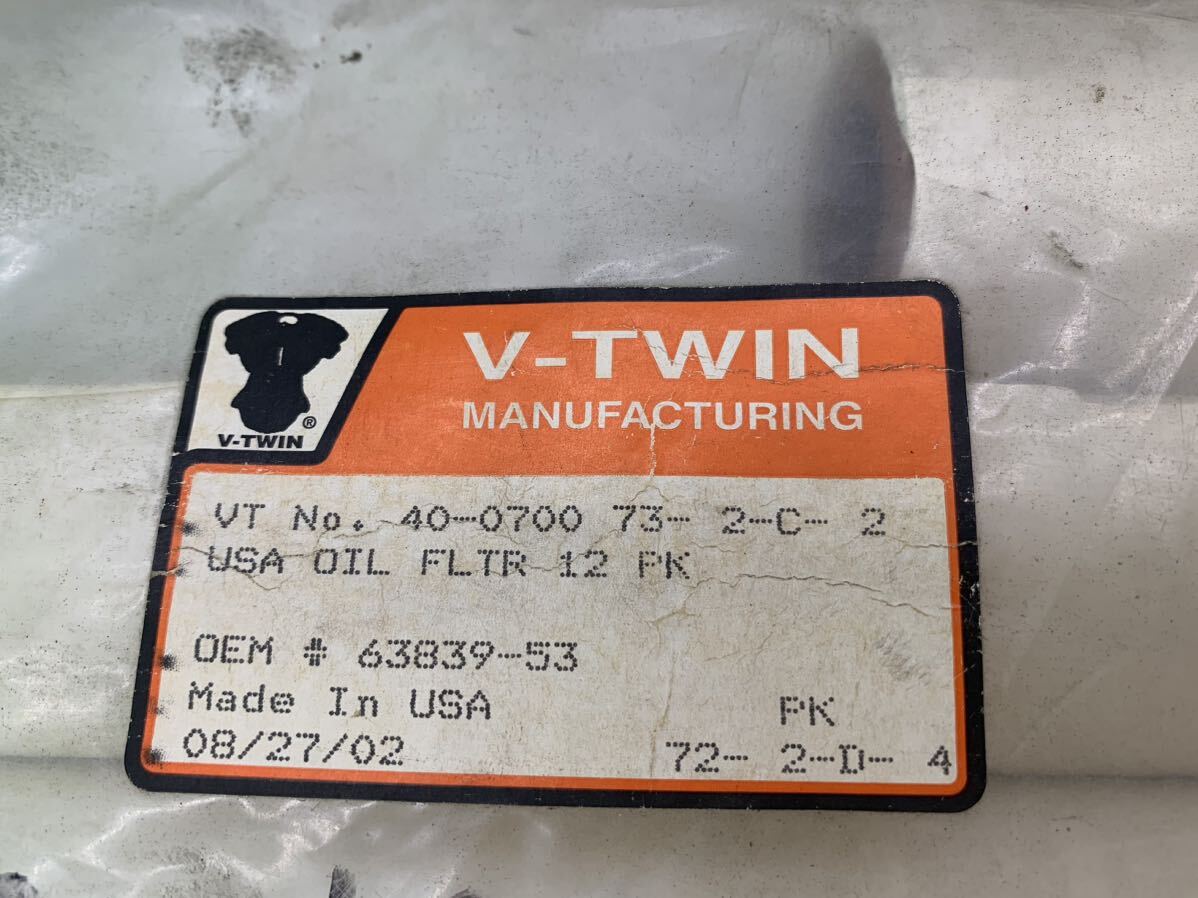 V-TWIN
MANUFACTURING
®
V-TWIN
VT No. 40-0700 73- 2-C- 2
USA OIL FLTR 12 PK
OEM # 63839-53
Made In USA PK
08/27/02 72- 2-D- 4